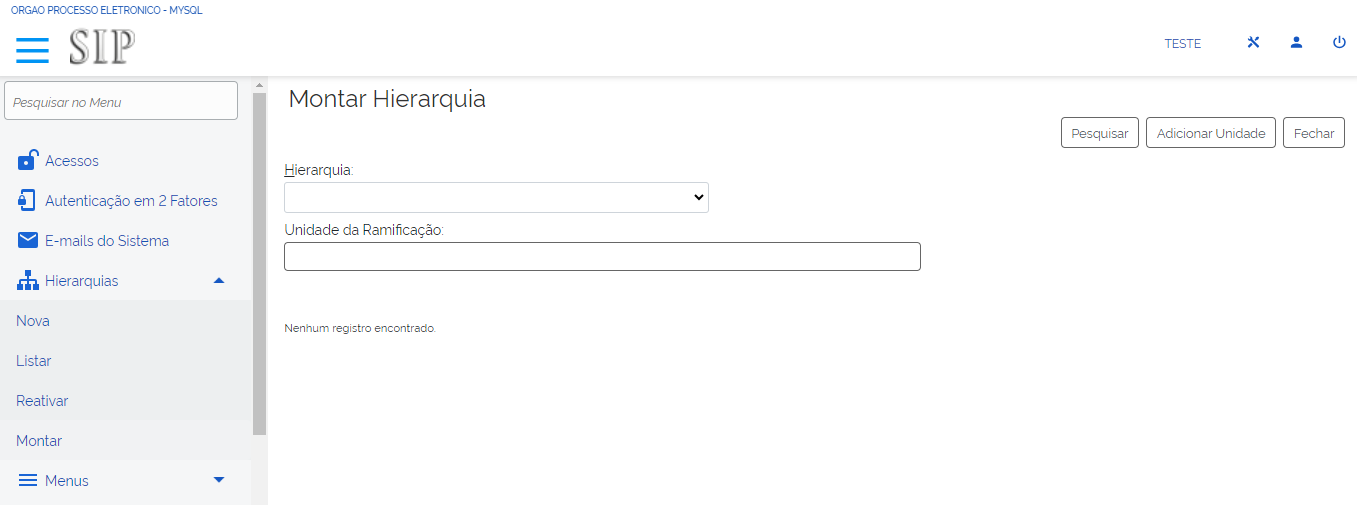 ORGAO PROCESSO ELETRONICO - MYSQL
SIP
TESTE
Pesquisar no Menu
Acessos
Autenticação em 2 Fatores
E-mails do Sistema
Hierarquias
Nova
Listar
Reativar
Montar
Menus
Montar Hierarquia
Pesquisar Adicionar Unidade Fechar
Hierarquia:
Unidade da Ramificação:
Nenhum registro encontrado.